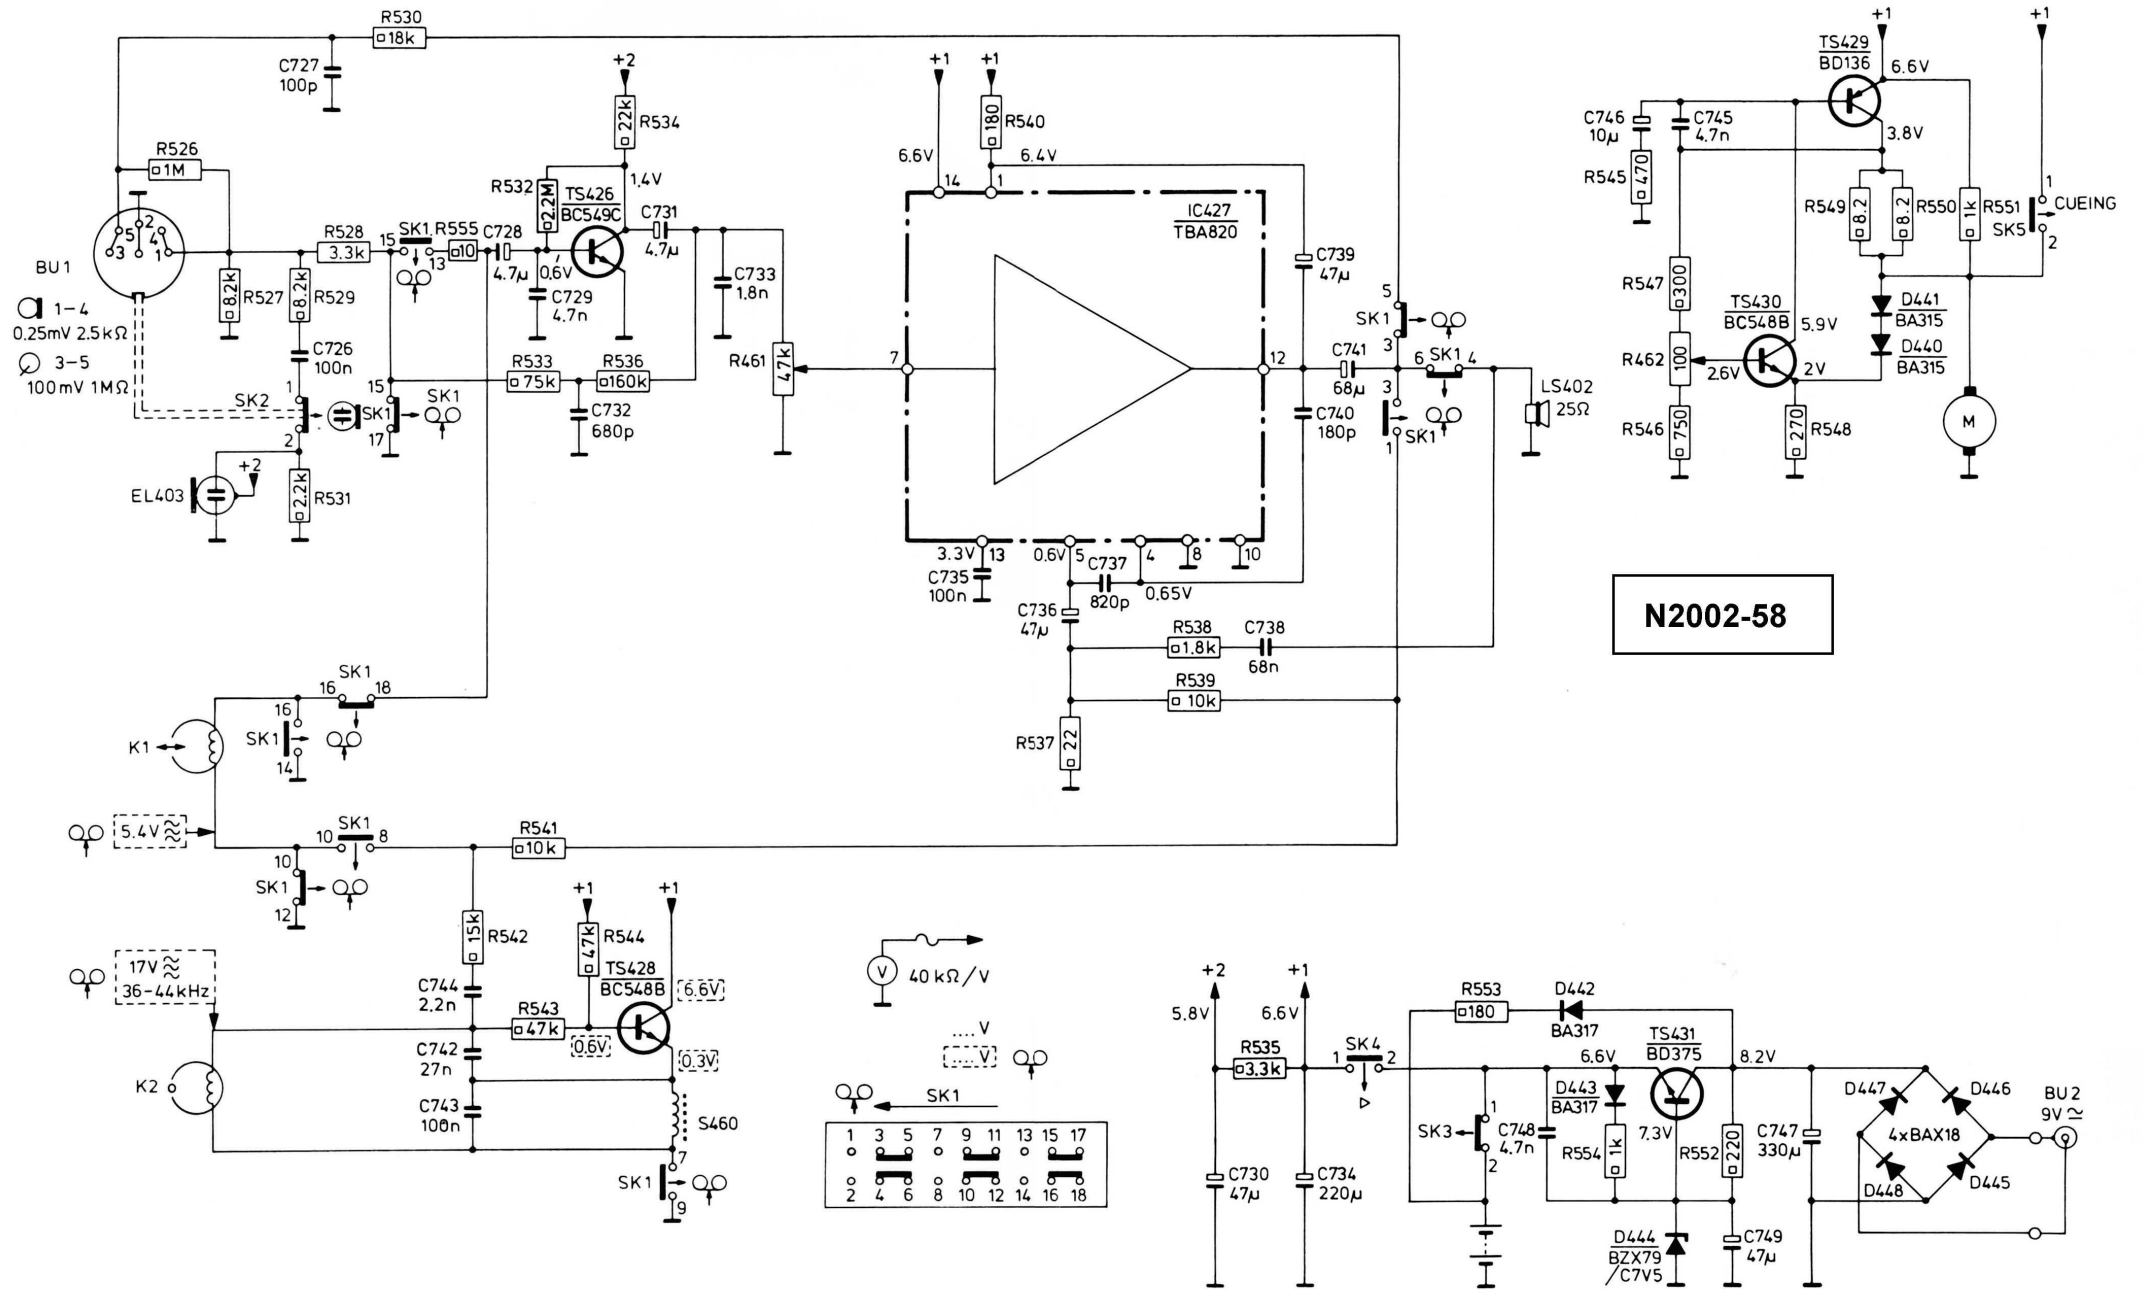 R530
18k
C727
100p
R526
1M
5
2
4
3
1
BU1
1-4
0.25mV 2.5kΩ
3-5
100mV 1MΩ
8.2k
R527
R528
3.3k
8.2k
R529
C726
100n
1
SK2
2
+2
EL403
2.2k
R531
15
SK1
13
R555
10
C728
4.7µ
15
SK1
17
SK1
+2
22k
R534
1.4V
R532
2.2M
TS426
BC549C
0.6V
C729
4.7n
C731
4.7µ
C733
1.8n
R533
75k
R536
160k
C732
680p
R461
47k
+1
+1
180
R540
6.6V
6.4V
14
1
IC427
TBA820
7
12
3.3V
13
0.6V
5
4
8
10
C735
100n
C737
820p
0.65V
C736
47µ
R538
1.8k
C738
68n
R539
10k
R537
22
C739
47µ
C740
180p
C741
68µ
5
SK1
3
6
SK1
4
3
SK1
1
LS402
25Ω
+1
TS429
BD136
6.6V
3.8V
C746
10µ
C745
4.7n
R545
470
R549
8.2
8.2
R550
1k
R551
+1
1
CUEING
SK5
2
R547
300
TS430
BC548B
5.9V
D441
BA315
D440
BA315
R462
100
2.6V
2V
R546
750
270
R548
M
N2002-58
SK1
16
18
16
SK1
14
K1
5.4V
SK1
10
8
10
SK1
12
R541
10k
17V
36-44kHz
K2
15k
R542
C744
2.2n
C742
27n
C743
100n
+1
+1
47k
R544
TS428
BC548B
R543
47k
0.6V
6.6V
0.3V
S460
7
SK1
9
V
40kΩ/V
.... V
.... V
SK1
1 3 5 7 9 11 13 15 17
2 4 6 8 10 12 14 16 18
+2
5.8V
+1
6.6V
R535
3.3k
1
SK4
2
C730
47µ
C734
220µ
R553
180
D442
BA317
TS431
BD375
6.6V
8.2V
7.3V
1
SK3
2
C748
4.7n
D443
BA317
R554
1k
R552
220
C747
330µ
D444
BZX79
/C7V5
C749
47µ
D447
D446
4xBAX18
D448
D445
BU2
9V